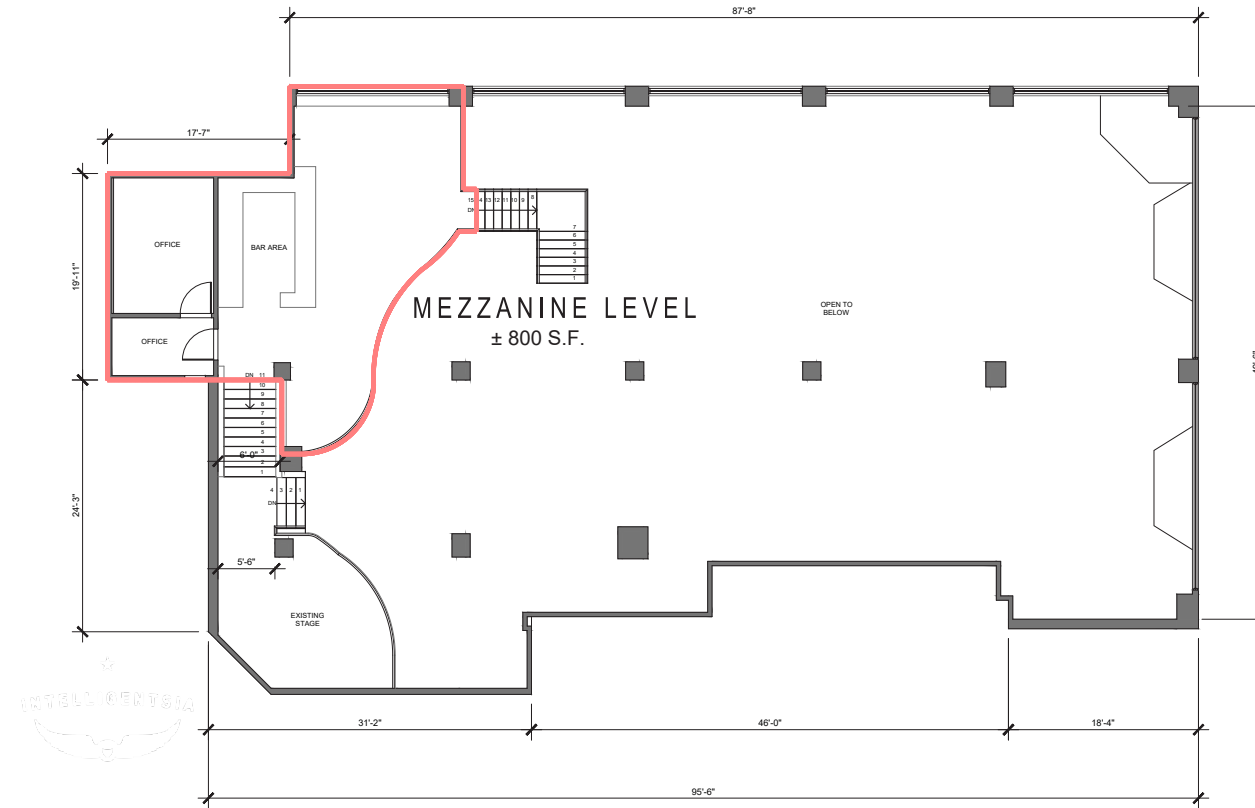 87'-8"
17'-7"
15 14 13 12 11 10 9 8
DN
7
6
5
4
3
2
1
OFFICE
BAR AREA
19'-11"
MEZZANINE LEVEL
± 800 S.F.
OPEN TO
BELOW
OFFICE
DN 11
10
9
8
7
6
5
4
3
2
1
6'-0"
4 3 2 1
DN
24'-3"
5'-6"
EXISTING
STAGE
INTELLIGENTSIA
31'-2"
46'-0"
18'-4"
95'-6"